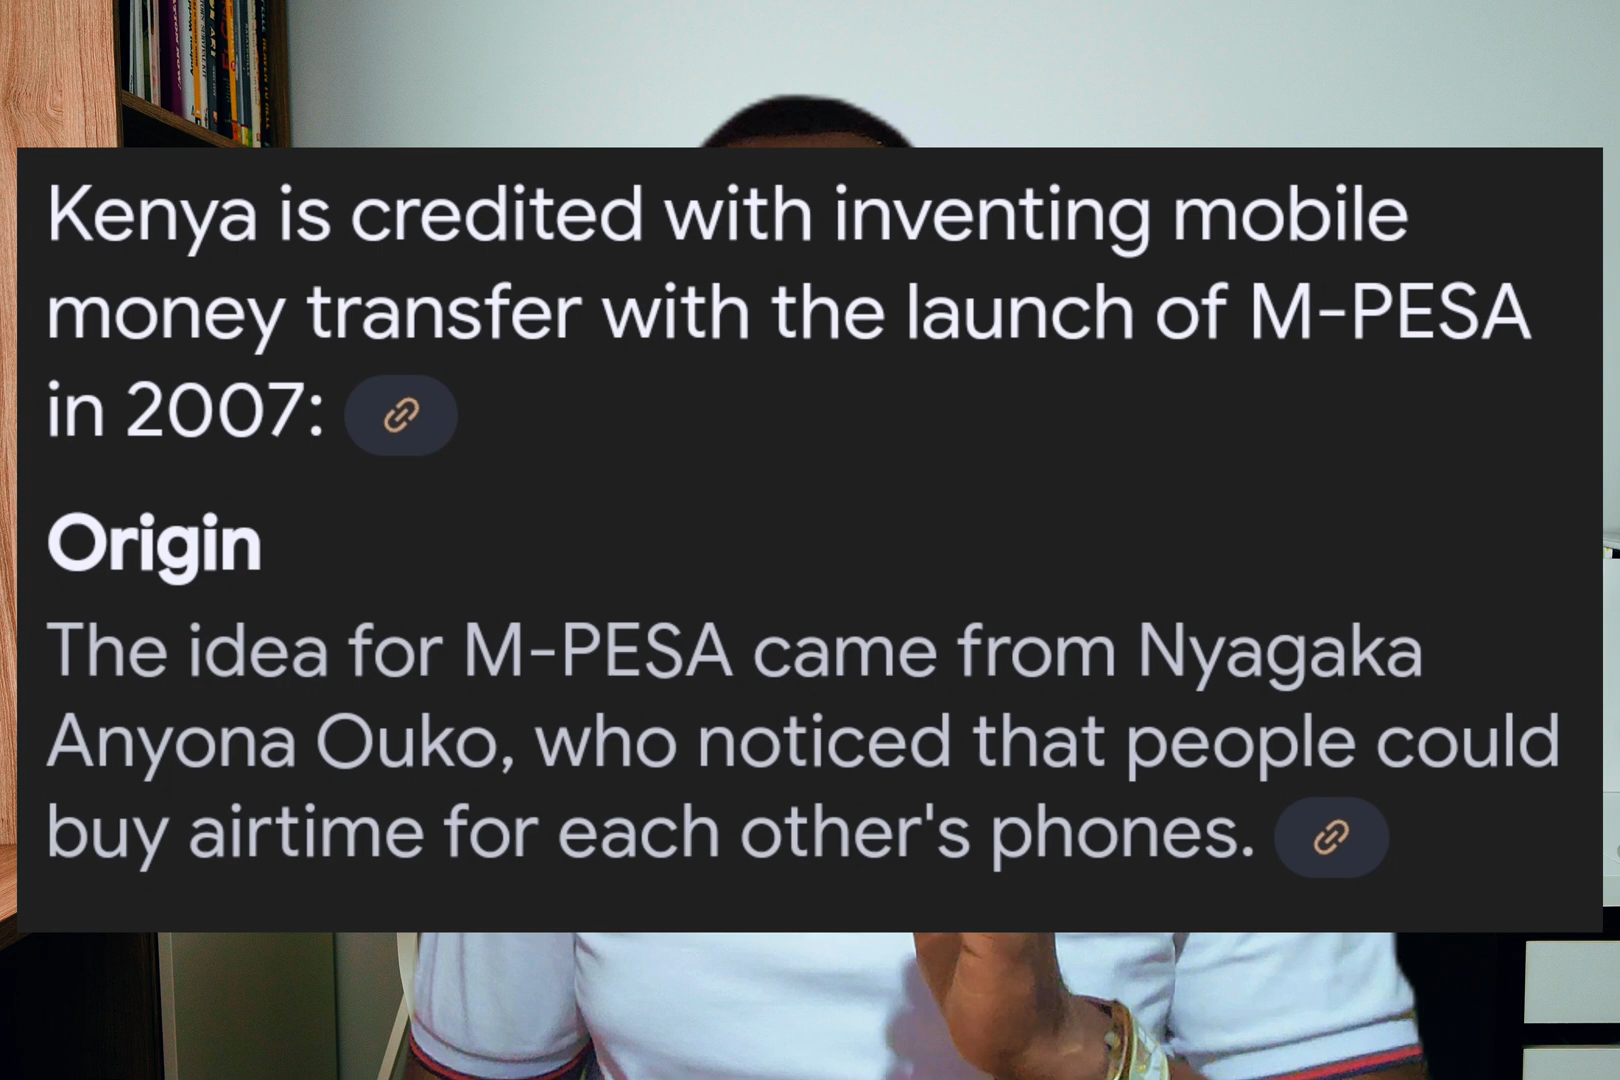 Kenya is credited with inventing mobile
money transfer with the launch of M-PESA
in 2007:
Origin
The idea for M-PESA came from Nyagaka
Anyona Ouko, who noticed that people could
buy airtime for each other's phones.